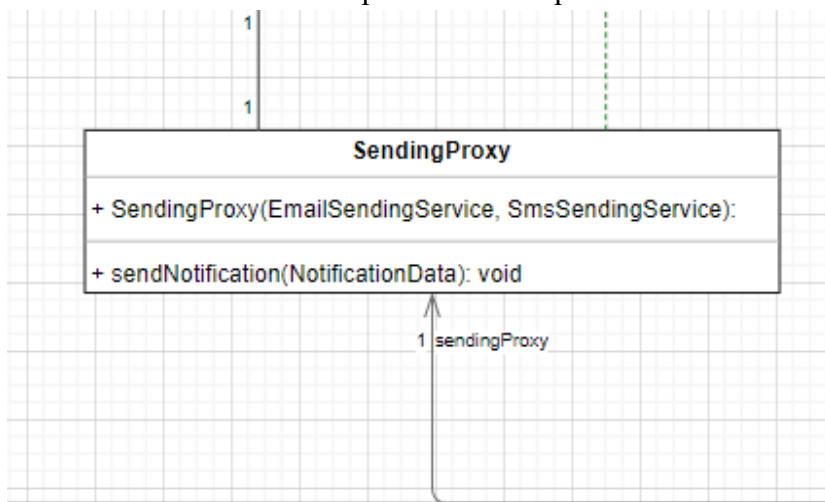 1
1
SendingProxy
+ SendingProxy(EmailSendingService, SmsSendingService):
+ sendNotification(NotificationData): void
1 sendingProxy